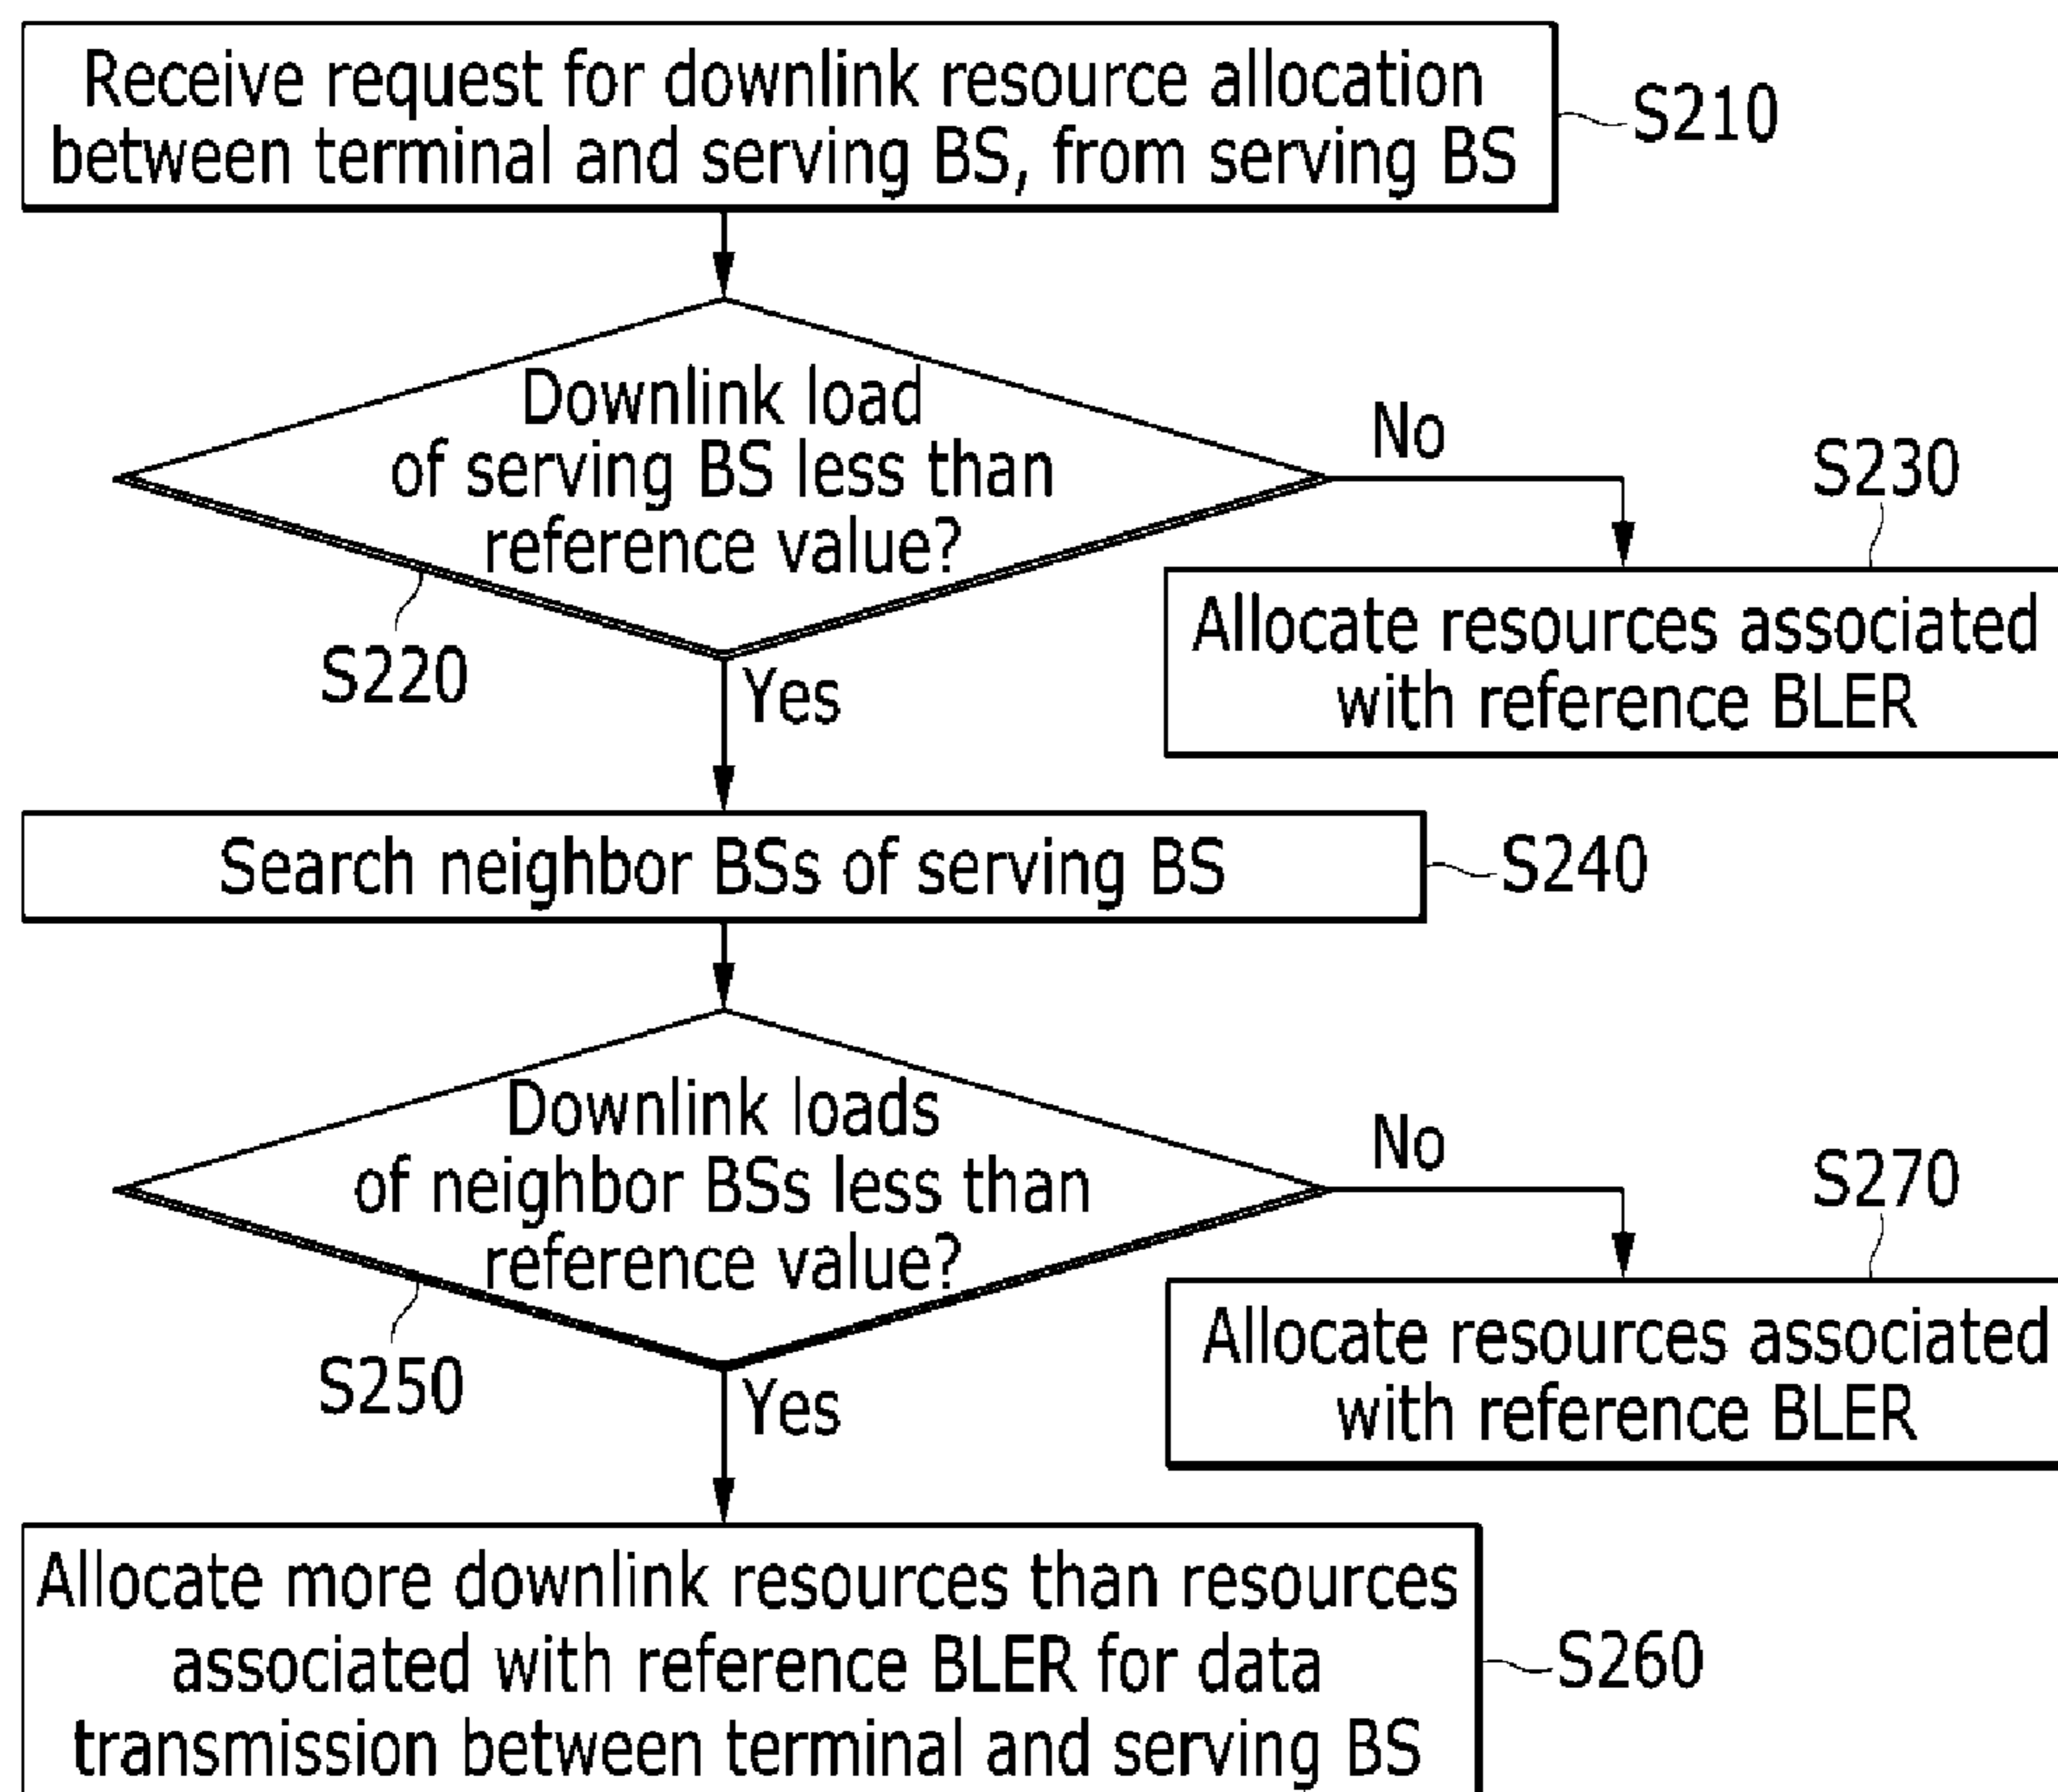 Receive request for downlink resource allocation
between terminal and serving BS, from serving BS
S210
Downlink load
of serving BS less than
reference value?
No
S230
S220
Yes
Allocate resources associated
with reference BLER
Search neighbor BSs of serving BS
S240
Downlink loads
of neighbor BSs less than
reference value?
No
S270
S250
Yes
Allocate resources associated
with reference BLER
Allocate more downlink resources than resources
associated with reference BLER for data
transmission between terminal and serving BS
S260